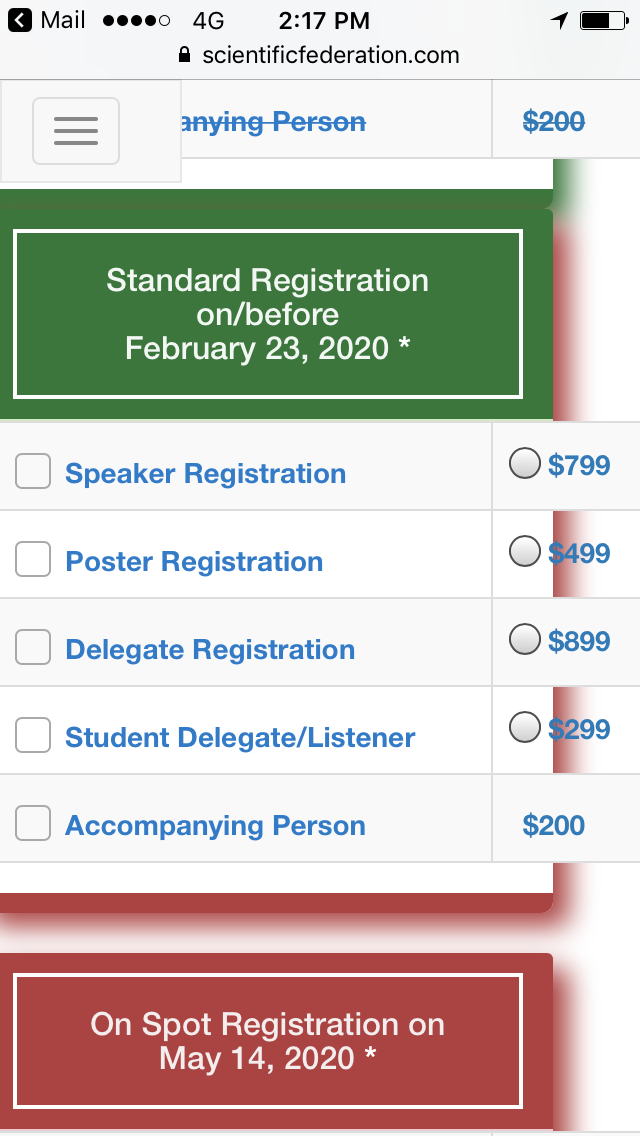 Mail 4G 2:17 PM
scientificfederation.com
anying Person $200
Standard Registration
on/before
February 23, 2020 *
Speaker Registration $799
Poster Registration $499
Delegate Registration $899
Student Delegate/Listener $299
Accompanying Person $200
On Spot Registration on
May 14, 2020 *